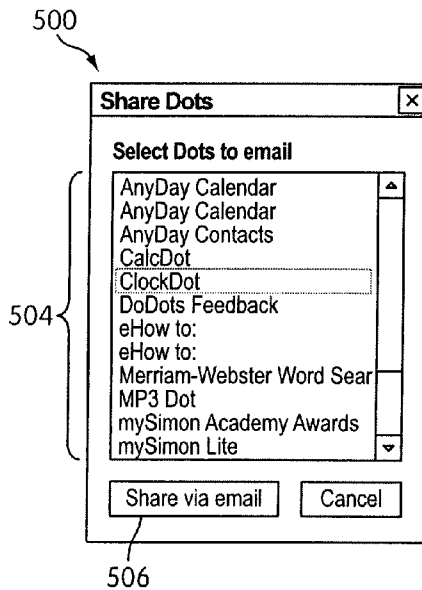 500
Share Dots
Select Dots to email
AnyDay Calendar
AnyDay Calendar
AnyDay Contacts
CalcDot
ClockDot
504
DoDots Feedback
eHow to:
eHow to:
Merriam-Webster Word Sear
MP3 Dot
mySimon Academy Awards
mySimon Lite
Share via email Cancel
506